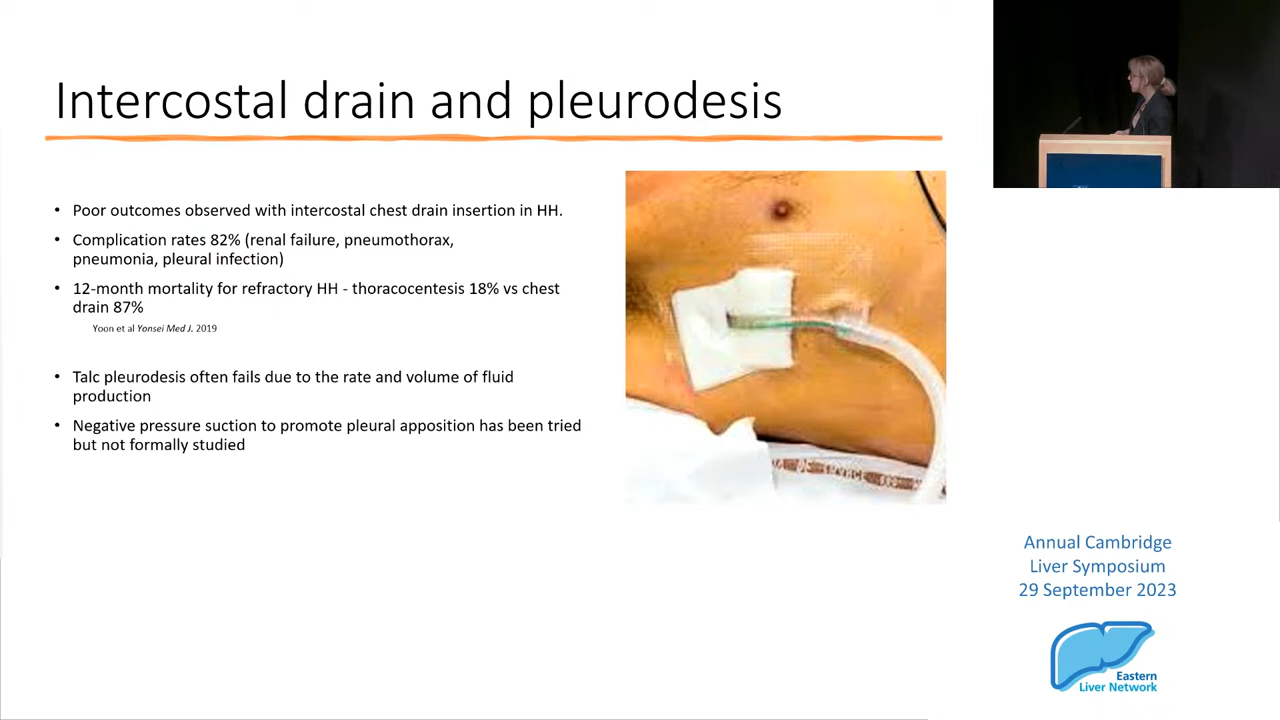 Intercostal drain and pleurodesis
• Poor outcomes observed with intercostal chest drain insertion in HH.
• Complication rates 82% (renal failure, pneumothorax,
pneumonia, pleural infection)
• 12-month mortality for refractory HH - thoracocentesis 18% vs chest
drain 87%
Yoon et al Yonsei Med J. 2019
• Talc pleurodesis often fails due to the rate and volume of fluid
production
• Negative pressure suction to promote pleural apposition has been tried
but not formally studied
Annual Cambridge
Liver Symposium
29 September 2023
Eastern
Liver Network